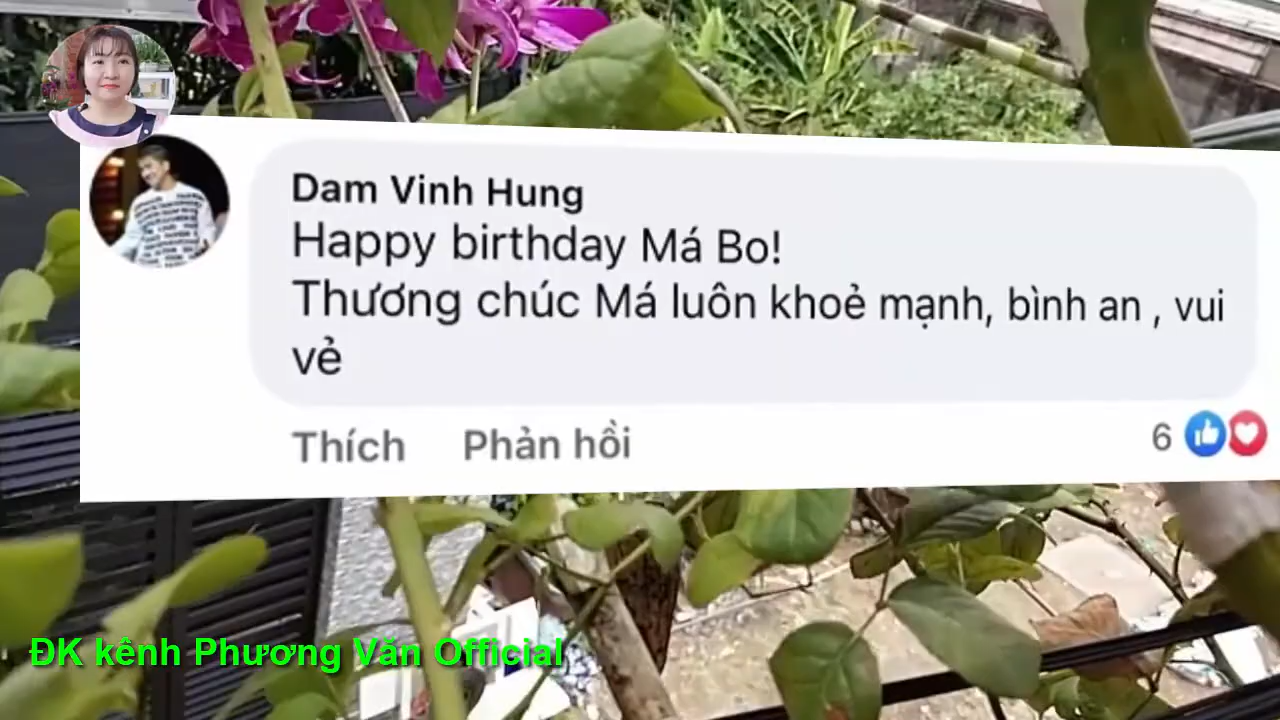 Dam Vinh Hung
Happy birthday Má Bo!
Thương chúc Má luôn khoẻ mạnh, bình an , vui
vẻ
Thích Phản hồi 6
ĐK kênh Phương Văn Official